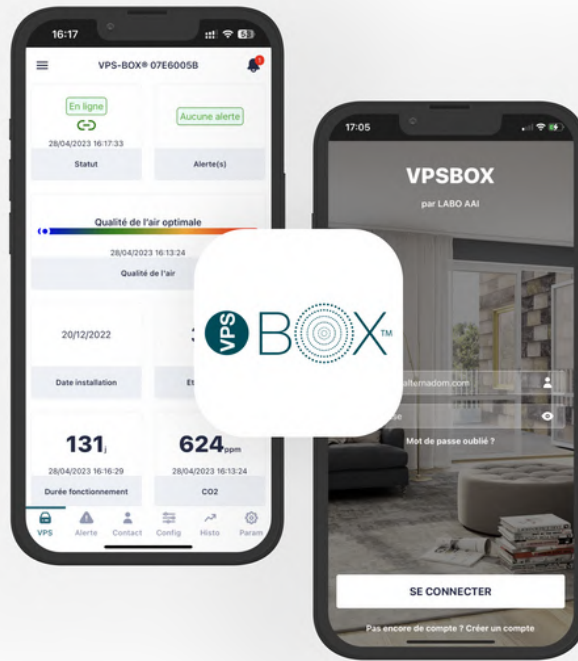 16:17
VPS-BOX® 07E6005B
En ligne
28/04/2023 16:17:33
Statut
Aucune alerte
Alerte(s)
Qualité de l'air optimale
28/04/2023 16:13:24
Qualité de l'air
20/12/2022
Date installation
131 j
28/04/2023 16:16:29
Durée fonctionnement
624 ppm
28/04/2023 16:13:24
CO2
VPS
Alerte
Contact
Config
Histo
Param
VPS BOX™
17:05
VPSBOX
par LABO AAI
Mot de passe oublié ?
SE CONNECTER
Pas encore de compte ? Créer un compte